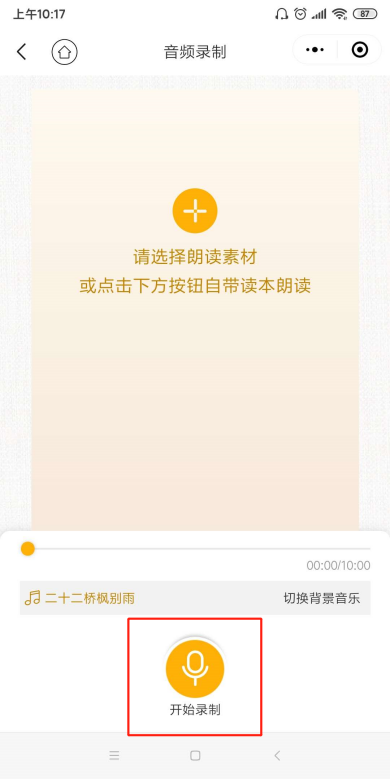 上午10:17
87
音频录制
请选择朗读素材
或点击下方按钮自带读本朗读
00:00/10:00
二十二桥枫别雨
切换背景音乐
开始录制